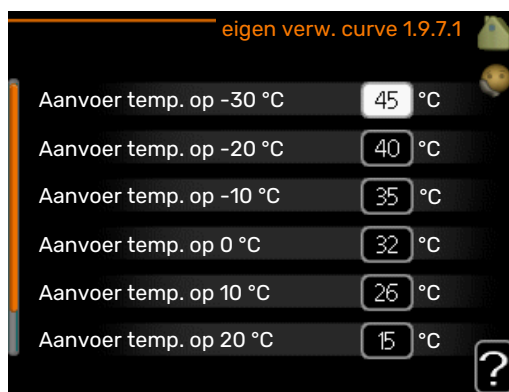 eigen verw. curve 1.9.7.1
Aanvoer temp. op -30 °C 45 °C
Aanvoer temp. op -20 °C 40 °C
Aanvoer temp. op -10 °C 35 °C
Aanvoer temp. op 0 °C 32 °C
Aanvoer temp. op 10 °C 26 °C
Aanvoer temp. op 20 °C 15 °C
?